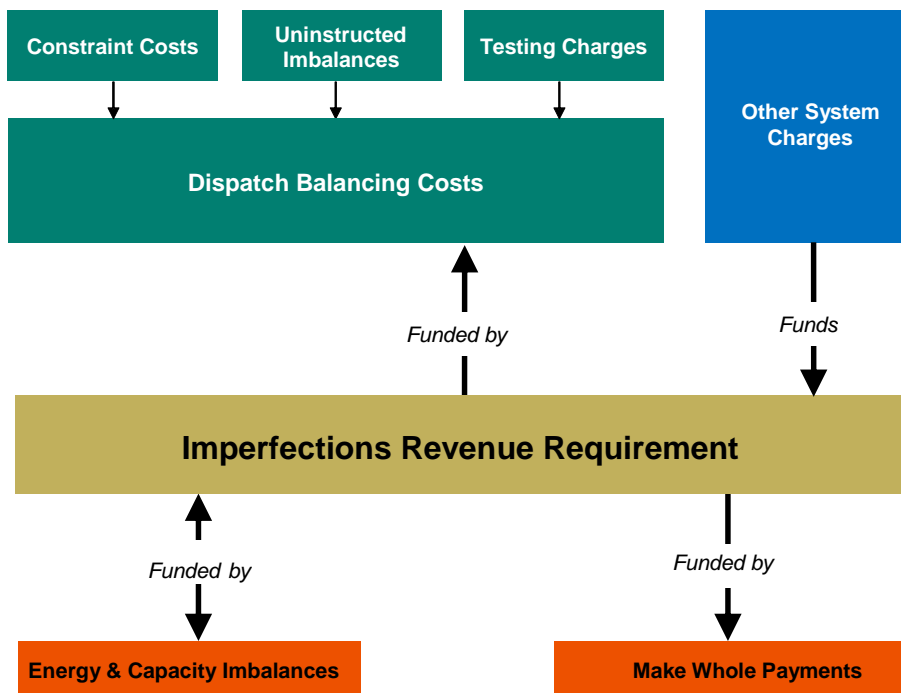 Constraint Costs
Uninstructed
Imbalances
Testing Charges
Other System
Charges
Dispatch Balancing Costs
Funded by
Funds
Imperfections Revenue Requirement
Funded by
Funded by
Energy & Capacity Imbalances
Make Whole Payments